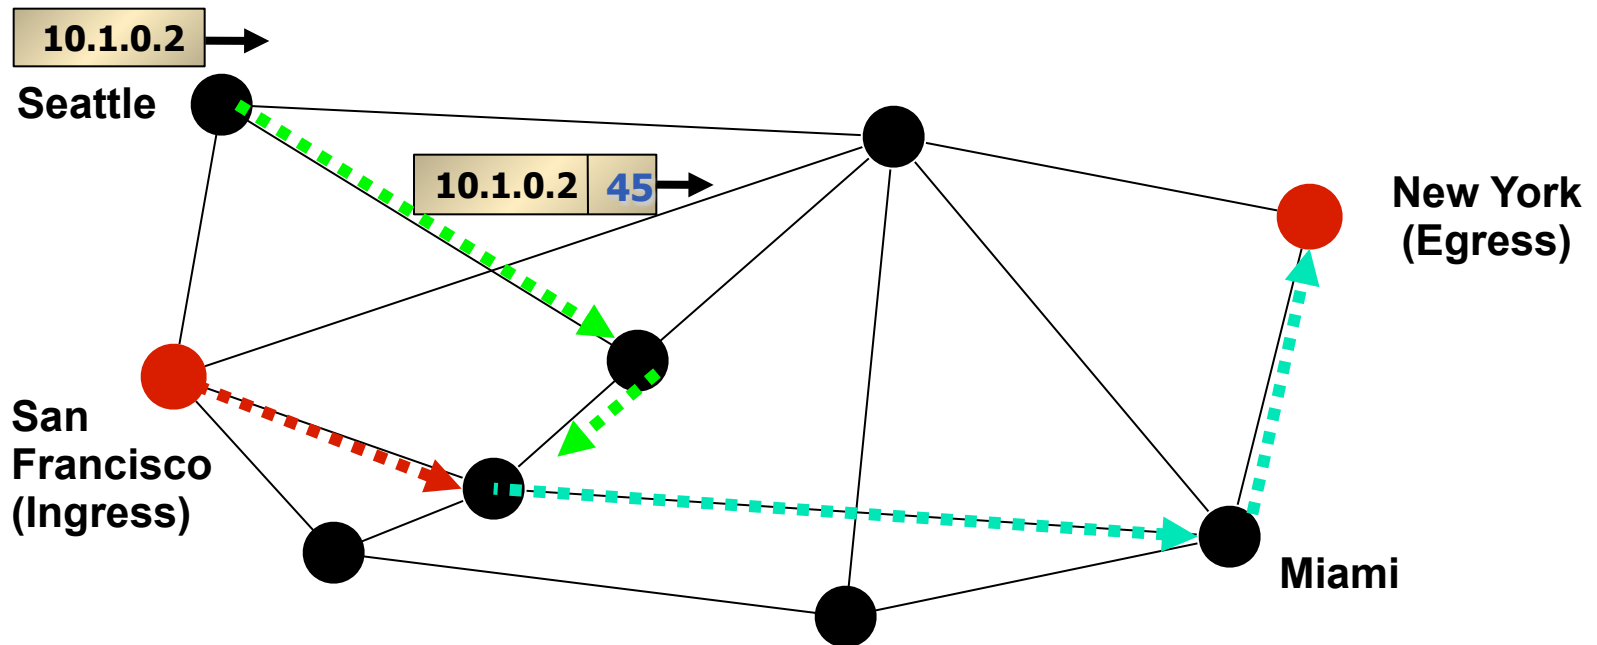 10.1.0.2
Seattle
10.1.0.2 45
New York
(Egress)
San
Francisco
(Ingress)
Miami